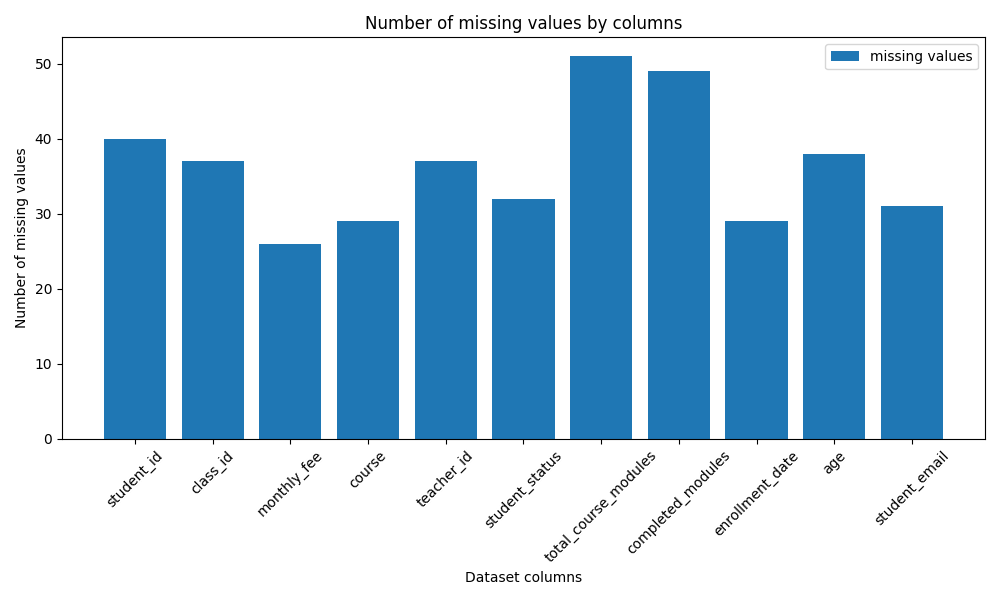 Number of missing values by columns
missing values
Number of missing values
50
40
30
20
10
0
student_id
class_id
monthly_fee
course
teacher_id
student_status
total_course_modules
completed_modules
enrollment_date
age
student_email
Dataset columns